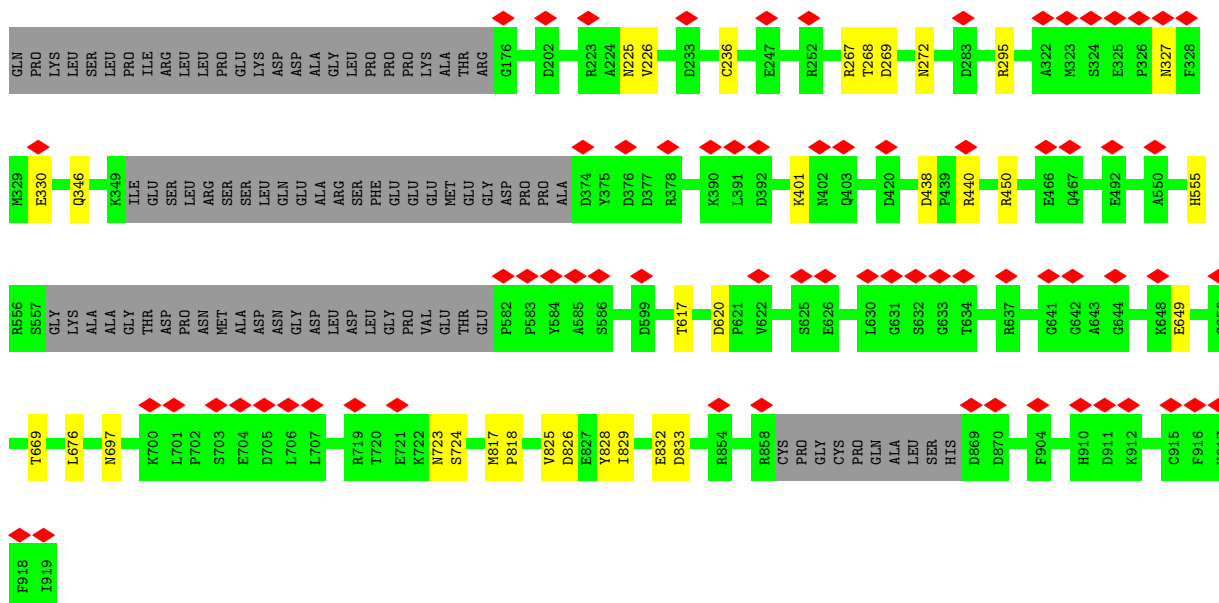 GLN PRO LYS LEU SER LEU PRO ILE ARG LEU LEU PRO GLU LYS ASP ASP ALA GLY LEU PRO PRO PRO LYS ALA THR ARG G176 D202 R223 A224 N225 V226 D233 C236 E247 R252 R267 T268 D269 N272 D283 R295 A322 M323 S324 E325 P326 N327 F328
M329 E330 Q346 K349 ILE GLU SER LEU ARG SER SER LEU GLN GLU ALA ARG SER PHE GLU GLU GLU MET GLU GLY ASP PRO PRO ALA D374 Y375 D376 D377 R378 K390 L391 D392 K401 N402 Q403 D420 D438 P439 R440 R450 E466 Q467 E492 A550 H555
R556 S557 GLY LYS ALA ALA GLY THR ASP PRO ASN MET ALA ASP ASN GLY ASP LEU ASP LEU GLY PRO VAL GLU THR GLU P582 P583 Y584 A585 S586 D599 T617 D620 P621 V622 S625 E626 L630 G631 S632 G633 T634 R637 G641 G642 A643 G644 K648 E649
T669 L676 N697 K700 L701 P702 S703 E704 D705 L706 L707 R719 T720 E721 K722 N723 S724 M817 P818 V825 D826 E827 Y828 I829 E832 D833 R854 R858 CYS PRO GLY CYS PRO GLN ALA LEU SER HIS D869 D870 F904 H910 D911 K912 C915 F916
F918 I919